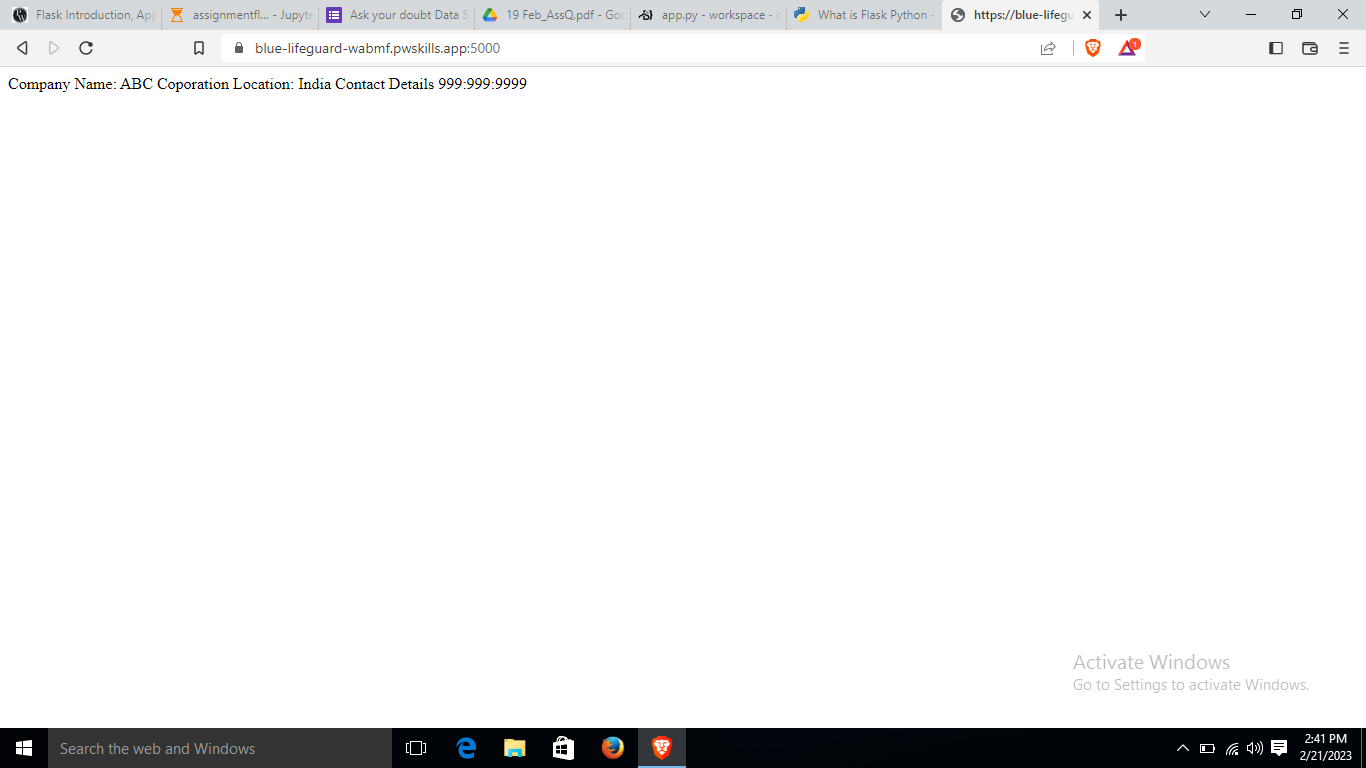 Flask Introduction, App
assignmentfl... - Jupyte
Ask your doubt Data S
19 Feb_AssQ.pdf - Goo
app.py - workspace - c
What is Flask Python -
https://blue-lifegu
blue-lifeguard-wabmf.pwskills.app:5000
1
Company Name: ABC Coporation Location: India Contact Details 999:999:9999
Activate Windows
Go to Settings to activate Windows.
Search the web and Windows
2:41 PM
2/21/2023